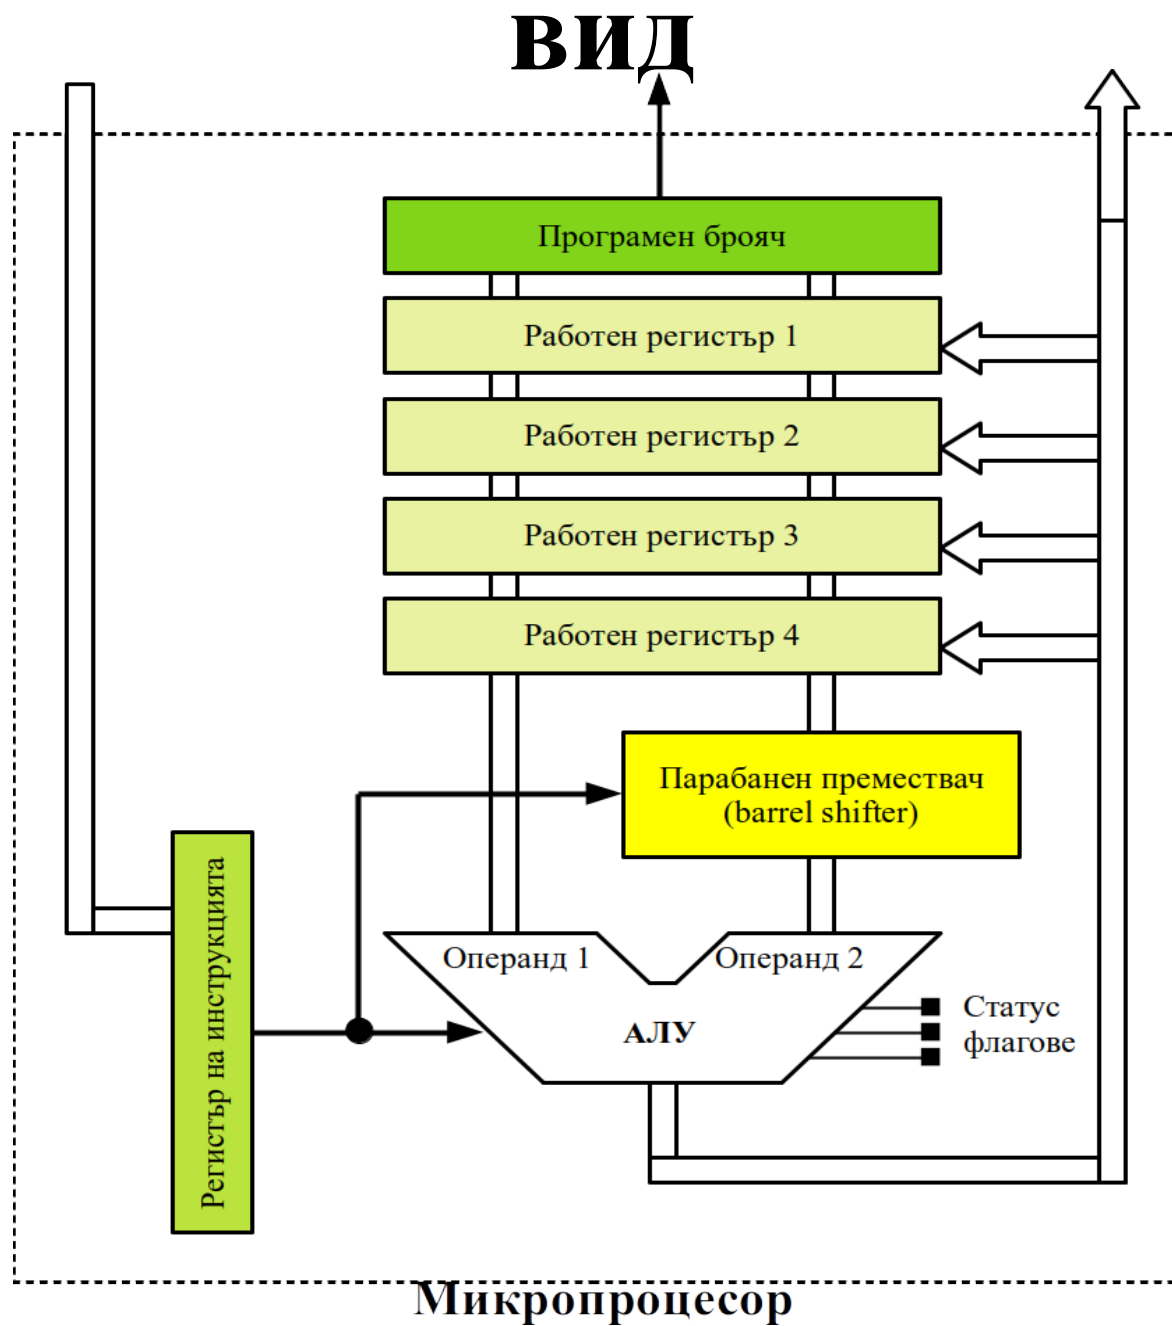 вид
Програмен брояч
Работен регистър 1
Работен регистър 2
Работен регистър 3
Работен регистър 4
Парабанен премествач
(barrel shifter)
Регистър на инструкцията
Операнд 1
Операнд 2
АЛУ
Статус
флагове
Микропроцесор